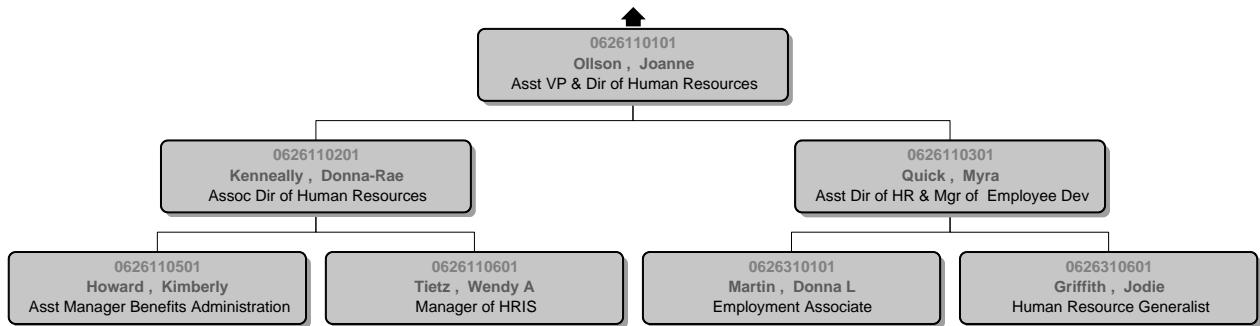 0626110101
Ollson , Joanne
Asst VP & Dir of Human Resources
0626110201
Kenneally , Donna-Rae
Assoc Dir of Human Resources
0626110301
Quick , Myra
Asst Dir of HR & Mgr of Employee Dev
0626110501
Howard , Kimberly
Asst Manager Benefits Administration
0626110601
Tietz , Wendy A
Manager of HRIS
0626310101
Martin , Donna L
Employment Associate
0626310601
Griffith , Jodie
Human Resource Generalist